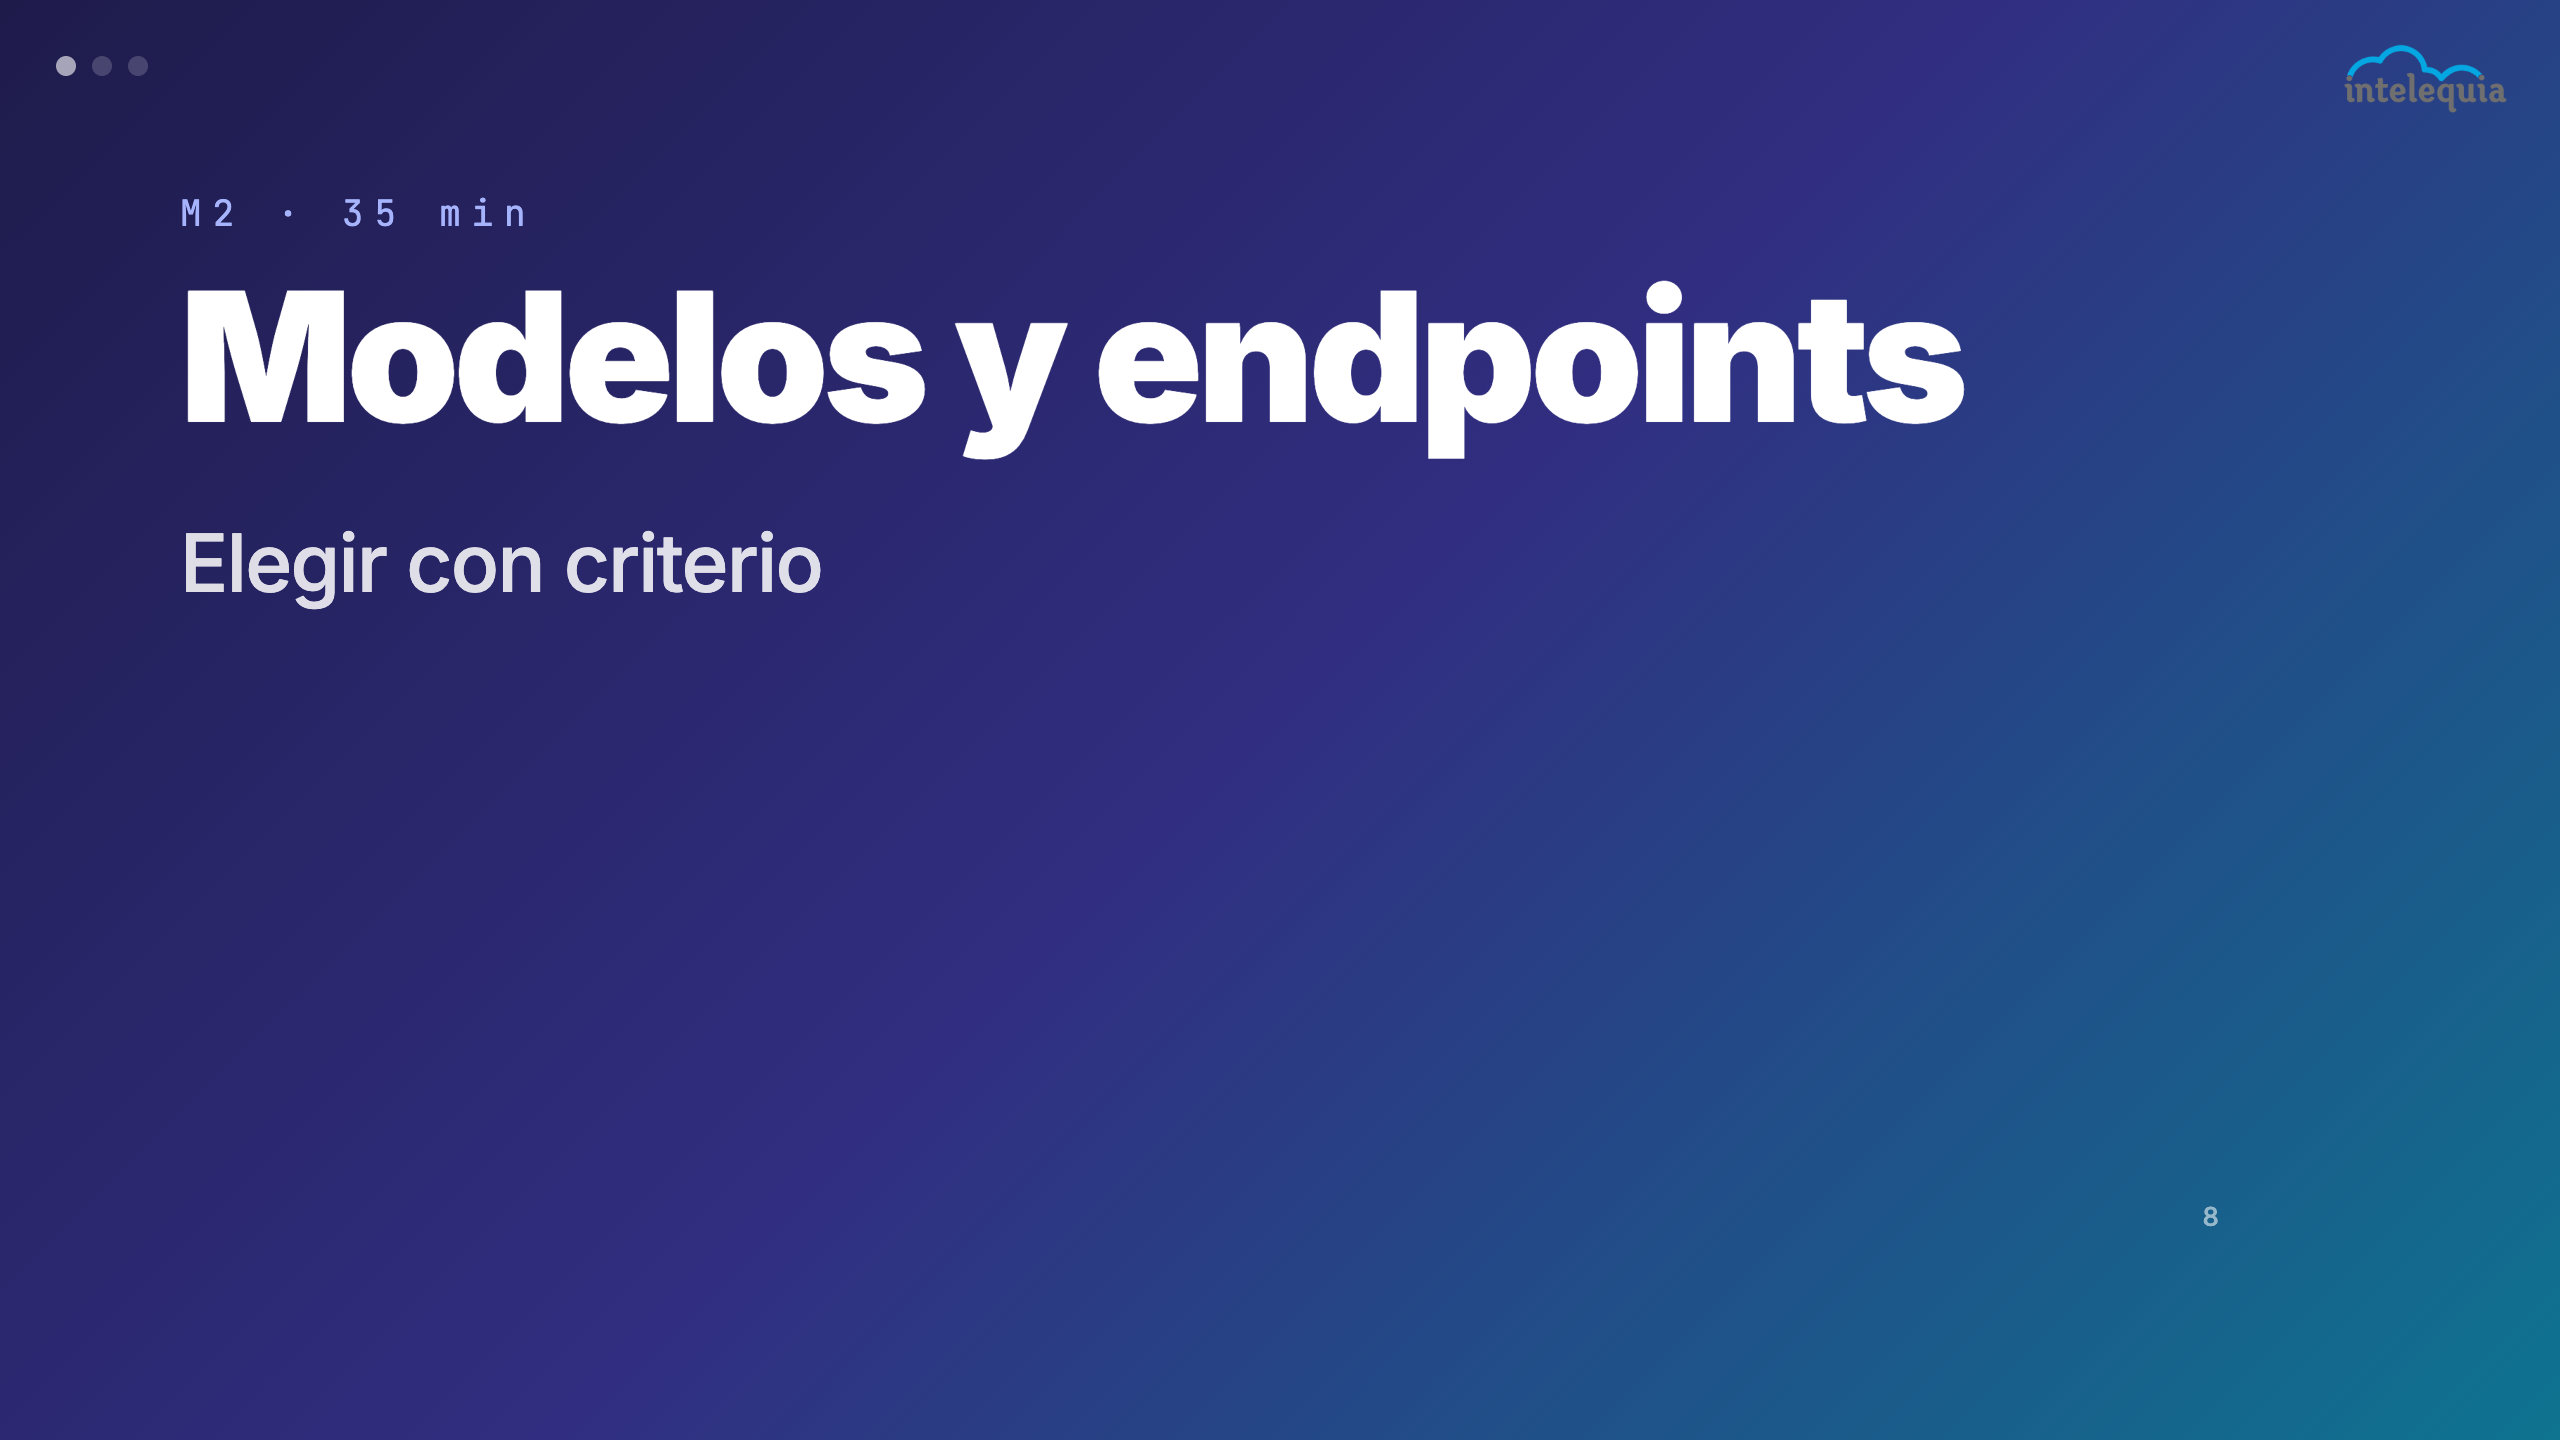 intelequia
M2 · 35 min
Modelos y endpoints
Elegir con criterio
8